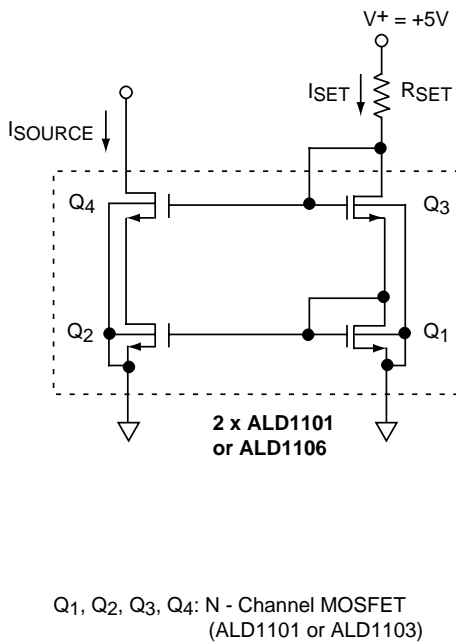 V+ = +5V
ISET
RSET
ISOURCE
Q4
Q3
Q2
Q1
2 x ALD1101
or ALD1106
Q1, Q2, Q3, Q4: N - Channel MOSFET
(ALD1101 or ALD1103)